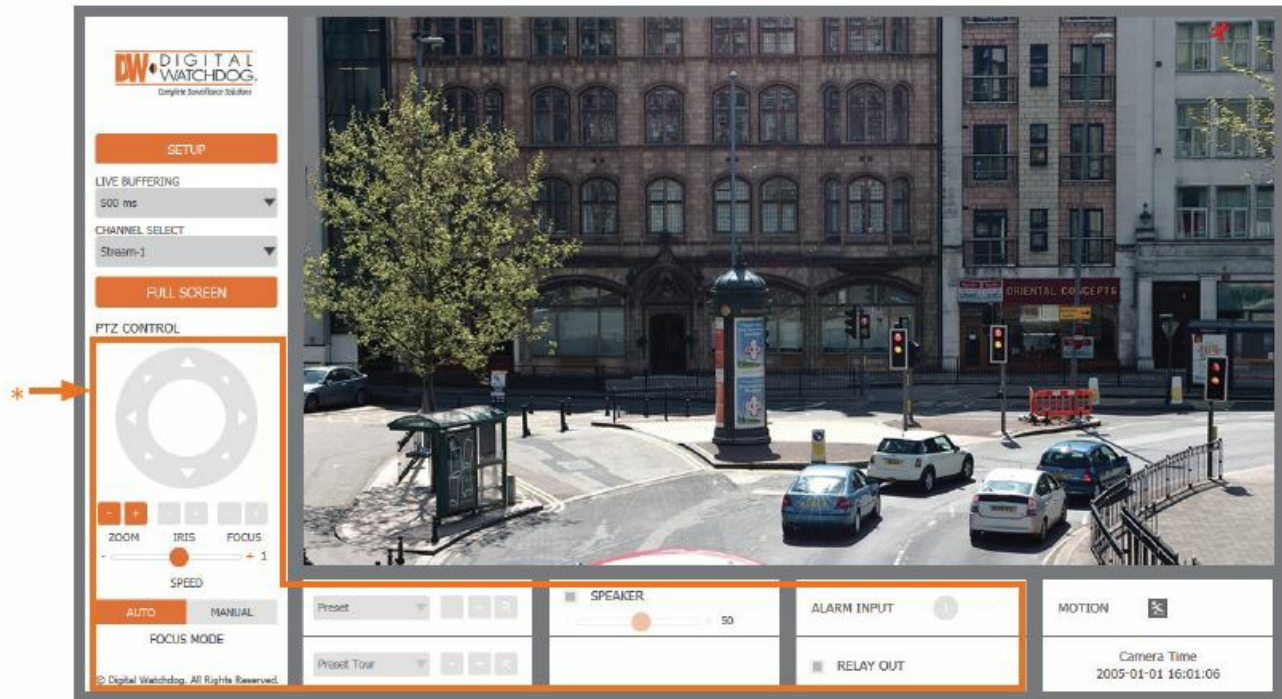 *
DW DIGITAL
WATCHDOG.
Complete Surveillance Solutions
SETUP
LIVE BUFFERING
500 ms
CHANNEL SELECT
Stream-1
FULL SCREEN
PTZ CONTROL
- + - + - +
ZOOM IRIS FOCUS
- + 1
SPEED
AUTO MANUAL
FOCUS MODE
© Digital Watchdog. All Rights Reserved.
ORIENTAL CONCEPTS
Preset - + R
Preset Tour - + R
SPEAKER
50
ALARM INPUT 1
RELAY OUT
MOTION
Camera Time
2005-01-01 16:01:06